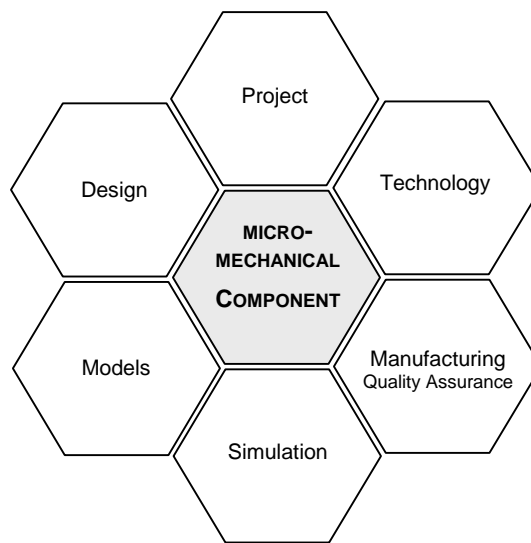 Project
Design
Technology
MICRO-
MECHANICAL
COMPONENT
Models
Manufacturing
Quality Assurance
Simulation